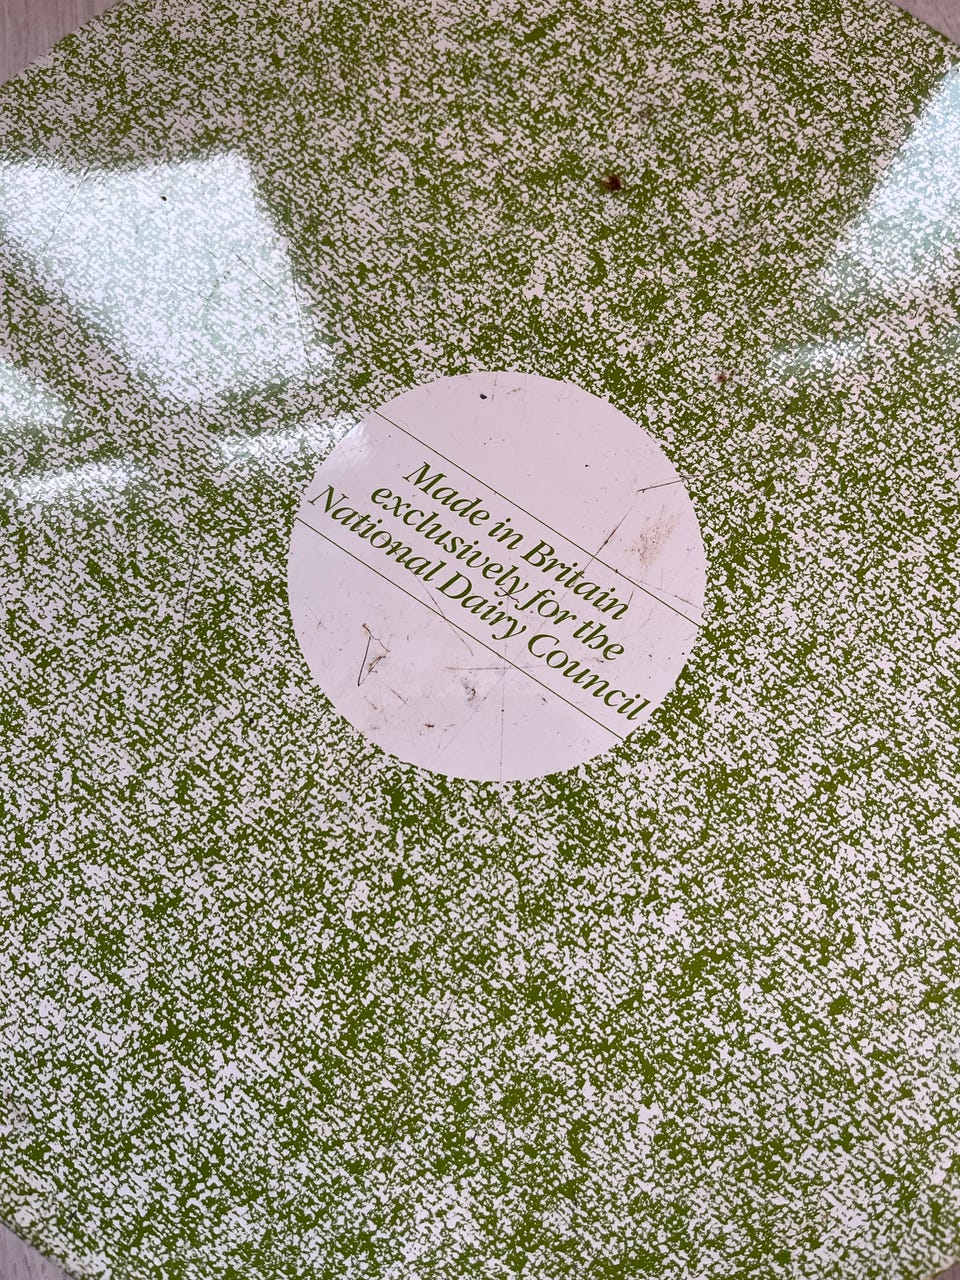 Made in Britain
exclusively for the
National Dairy Council